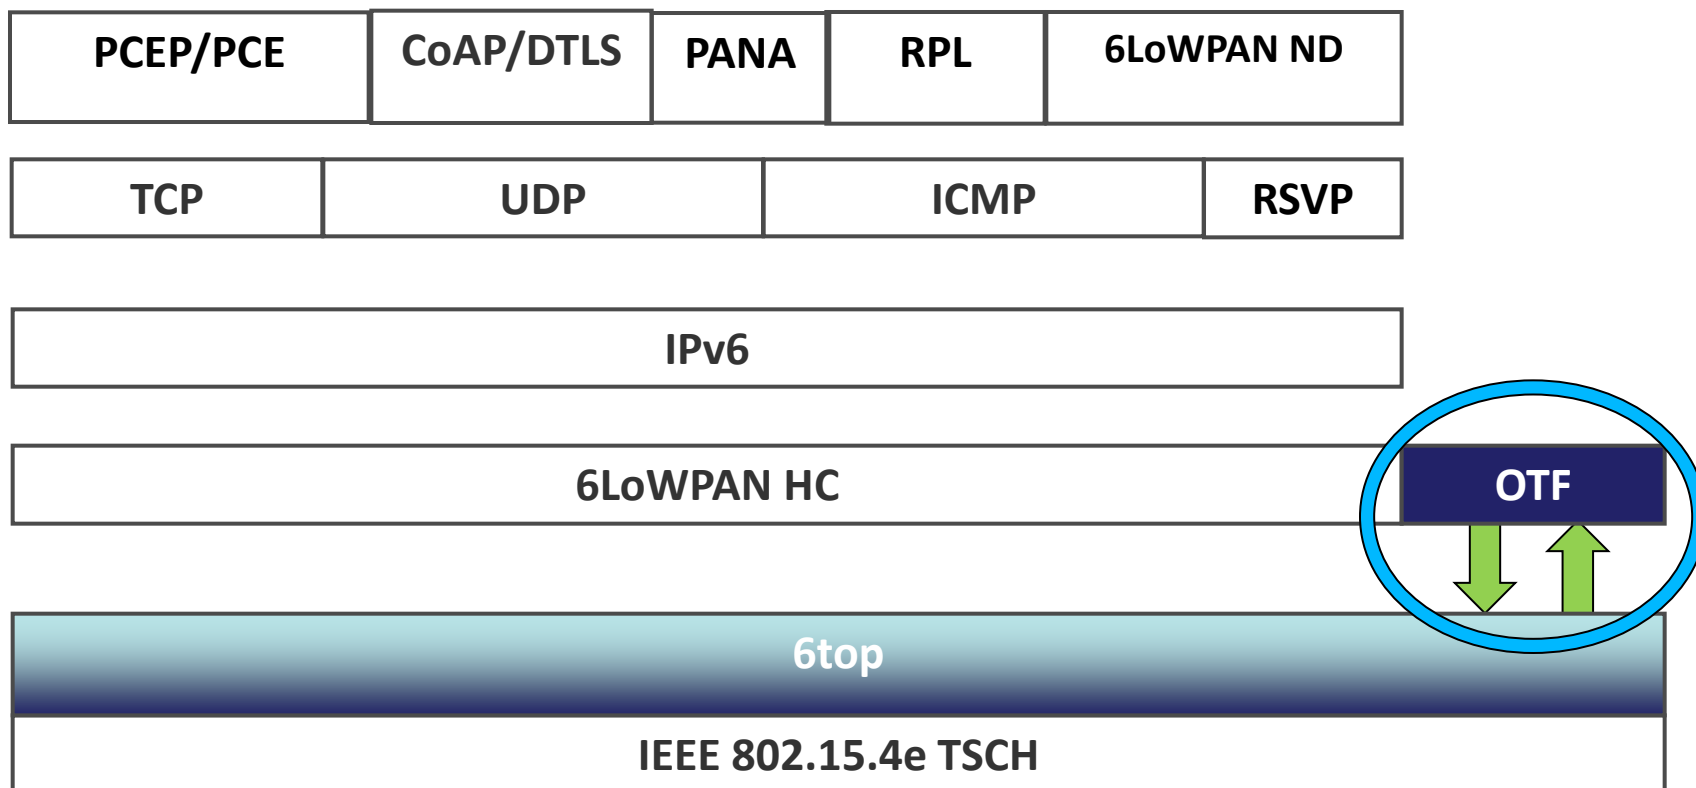 PCEP/PCE
CoAP/DTLS
PANA
RPL
6LoWPAN ND
TCP
UDP
ICMP
RSVP
IPv6
6LoWPAN HC
OTF
6top
IEEE 802.15.4e TSCH